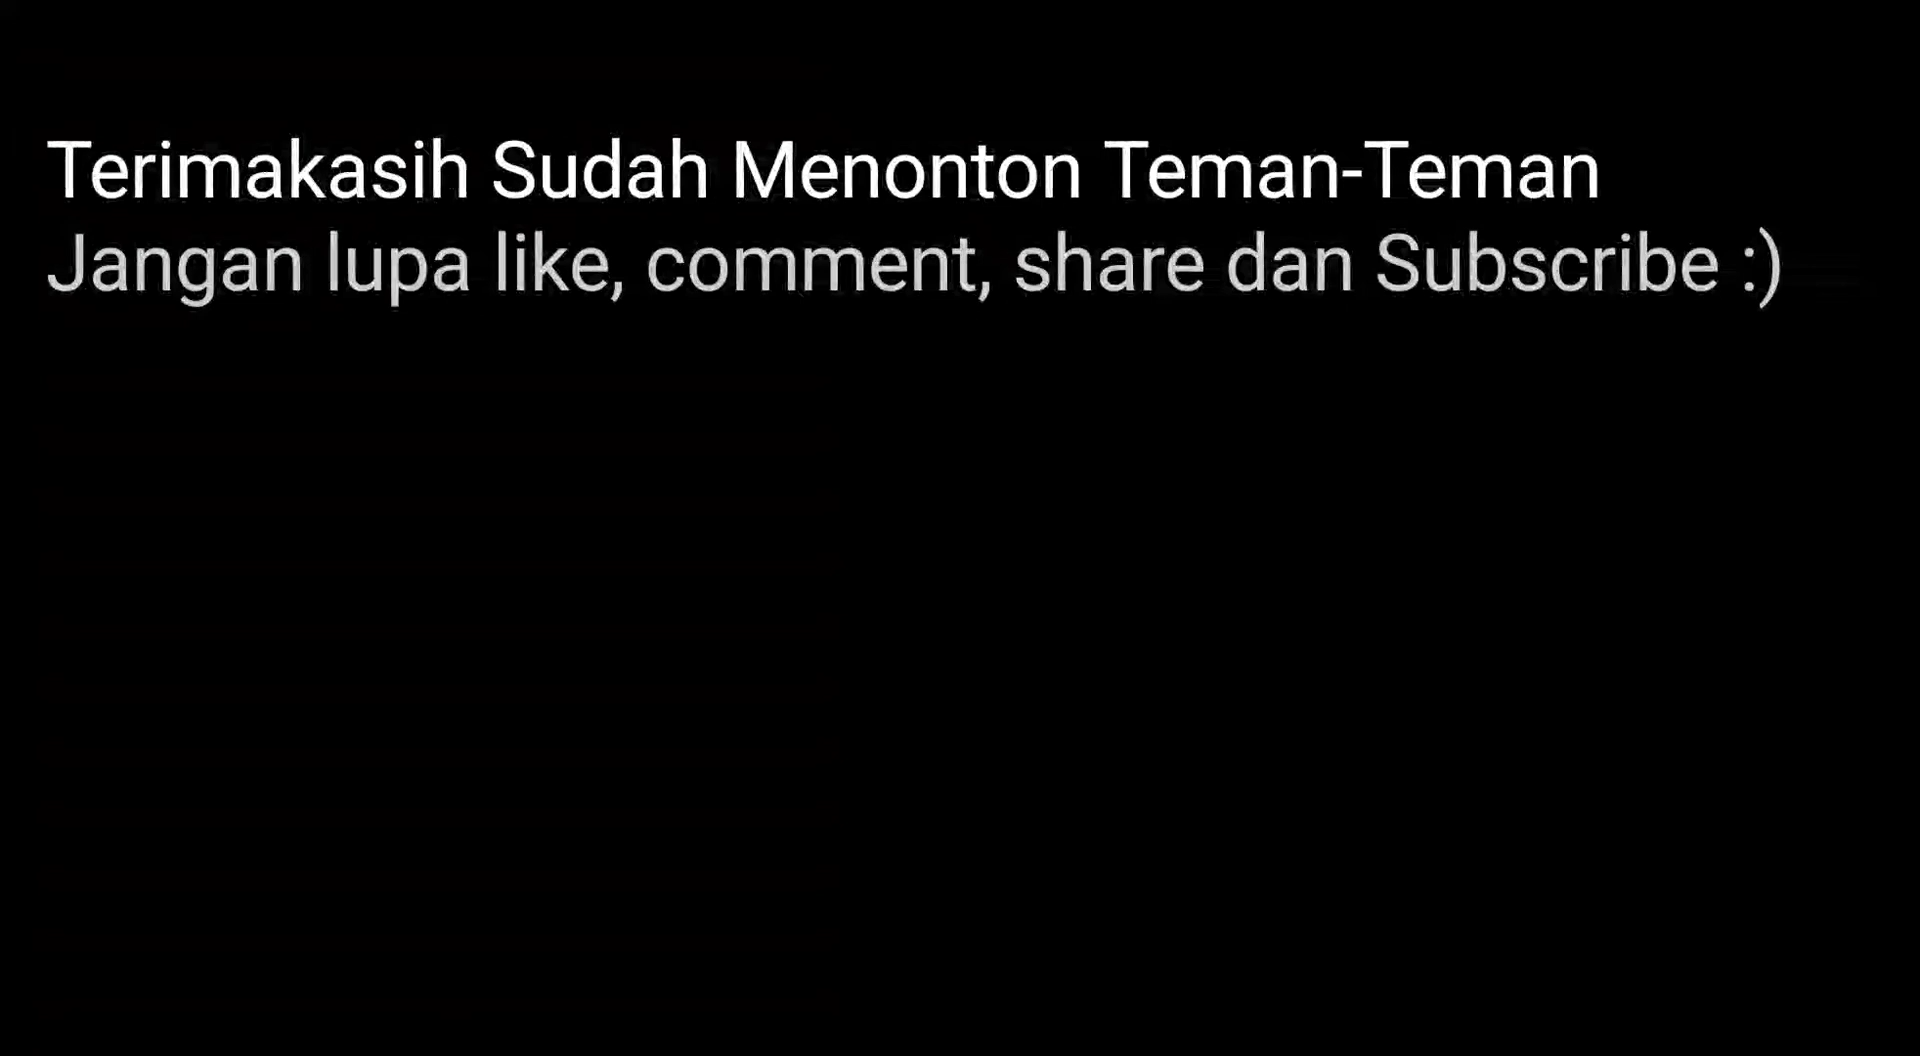 Terimakasih Sudah Menonton Teman-Teman
Jangan lupa like, comment, share dan Subscribe :)